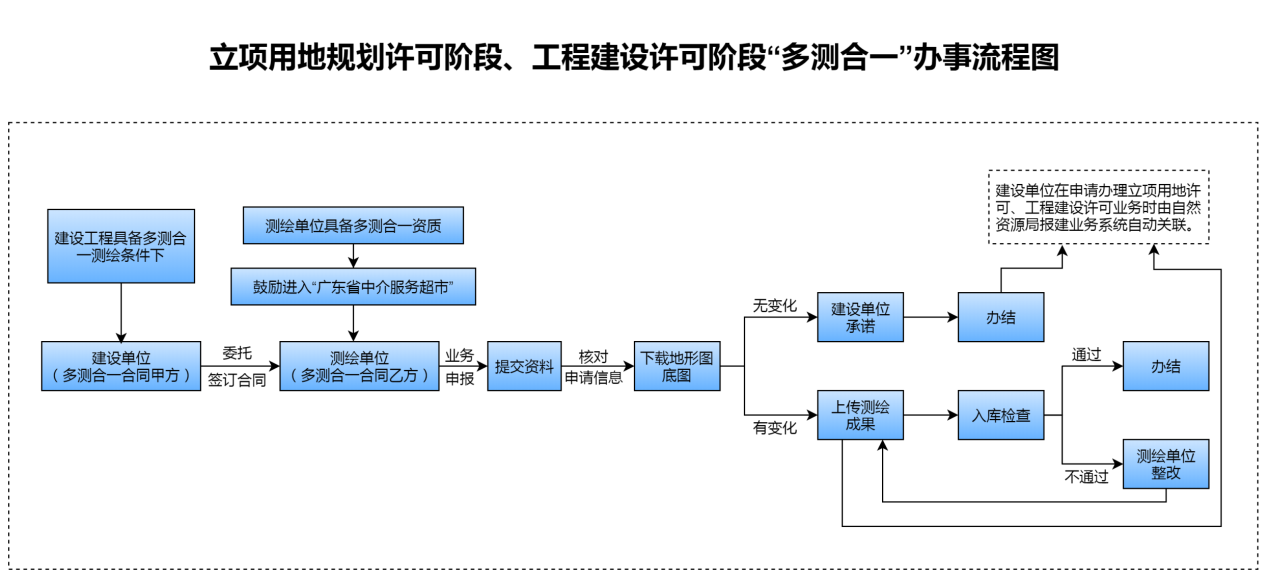 立项用地规划许可阶段、工程建设许可阶段“多测合一”办事流程图
建设工程具备多测合
一测绘条件下
测绘单位具备多测合一资质
鼓励进入“广东省中介服务超市”
建设单位
（多测合一合同甲方）
委托
签订合同
测绘单位
（多测合一合同乙方）
业务
申报
提交资料
核对
申请信息
下载地形图
底图
无变化
有变化
建设单位
承诺
办结
建设单位在申请办理立项用地许
可、工程建设许可业务时由自然
资源局报建业务系统自动关联。
上传测绘
成果
入库检查
通过
不通过
办结
测绘单位
整改